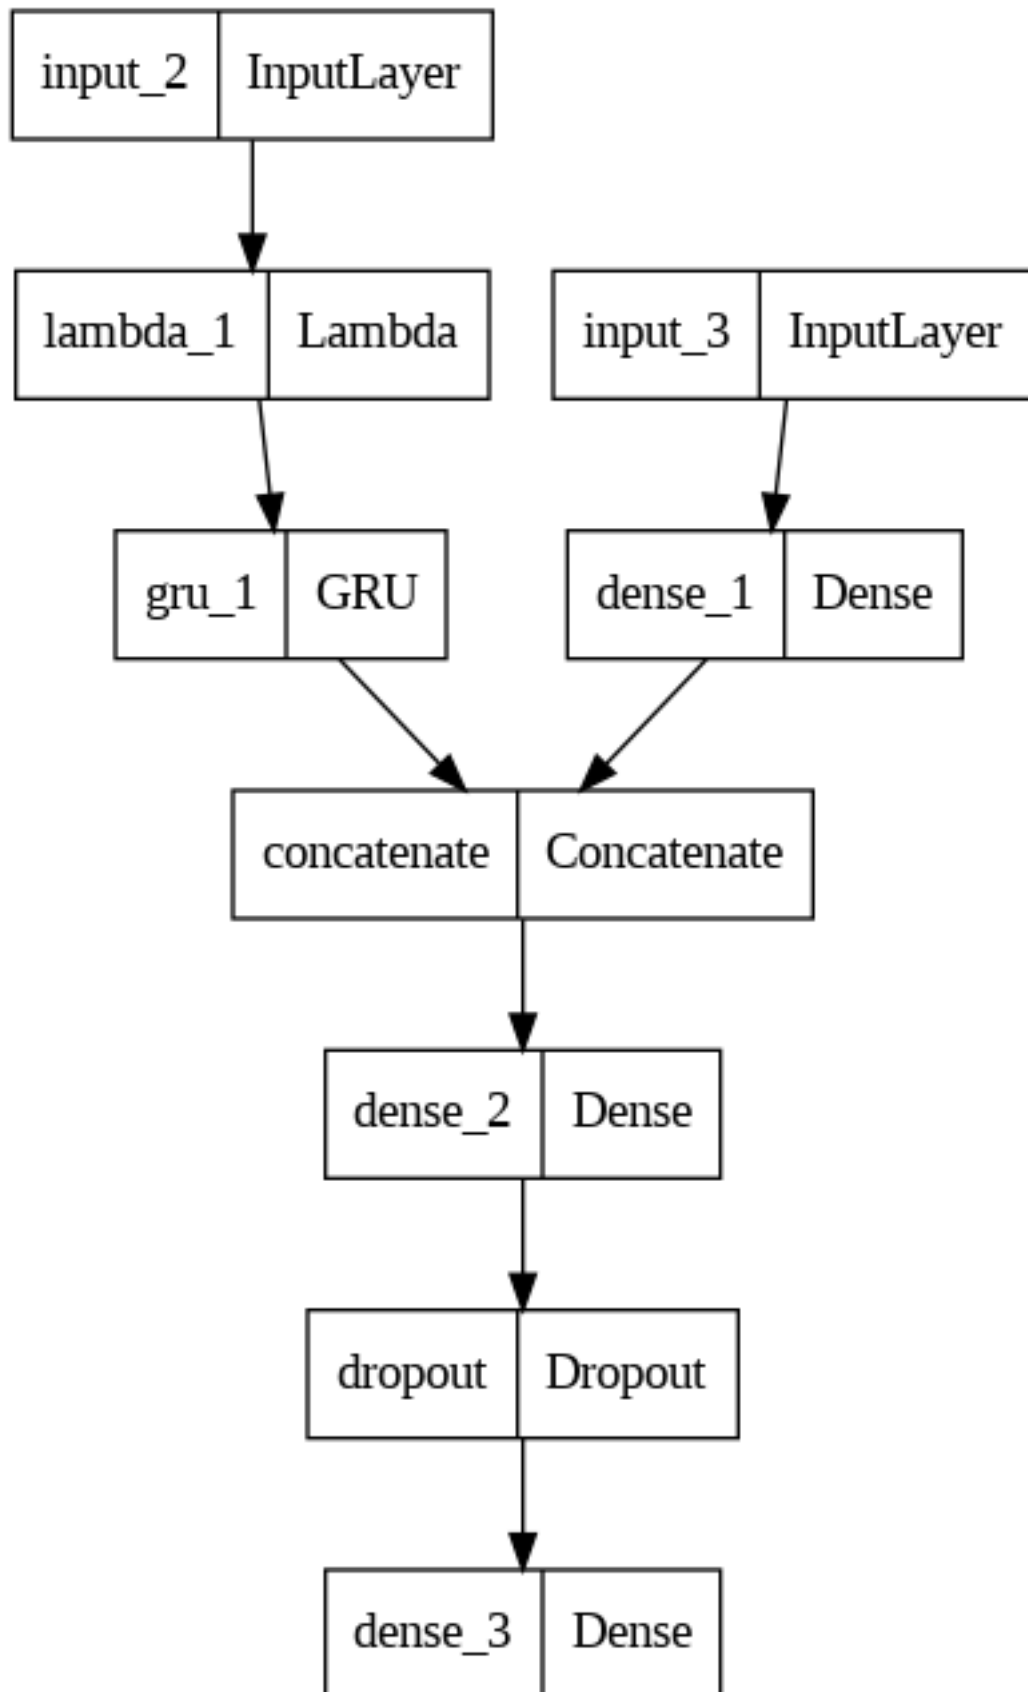 input_2 InputLayer
lambda_1 Lambda
input_3 InputLayer
gru_1 GRU
dense_1 Dense
concatenate Concatenate
dense_2 Dense
dropout Dropout
dense_3 Dense